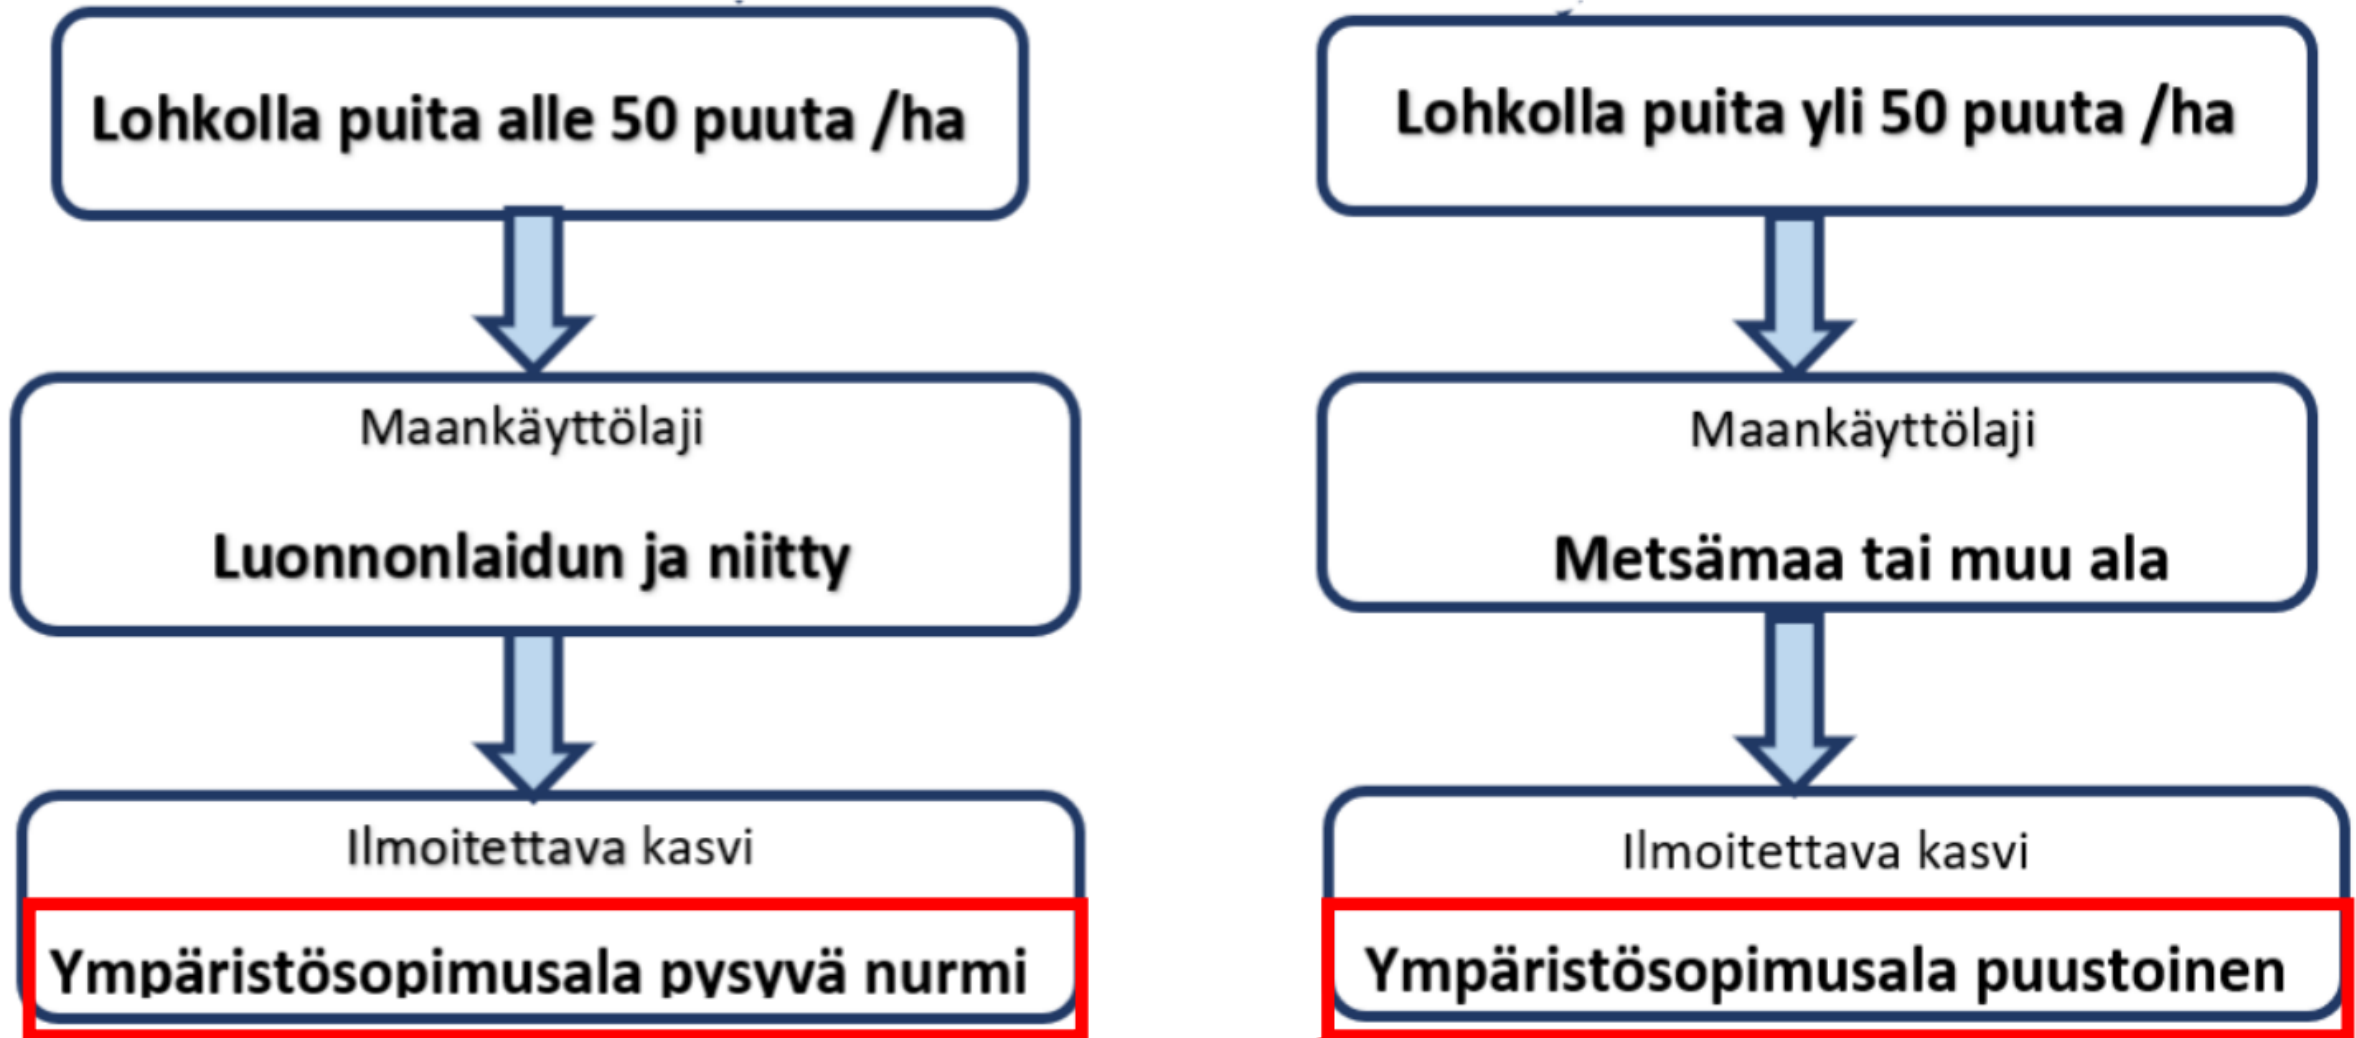 Lohkolla puita alle 50 puuta /ha
Maankäyttölaji
Luonnonlaidun ja niitty
Ilmoitettava kasvi
Ympäristösopimusala pysyvä nurmi
Lohkolla puita yli 50 puuta /ha
Maankäyttölaji
Metsämaa tai muu ala
Ilmoitettava kasvi
Ympäristösopimusala puustoinen